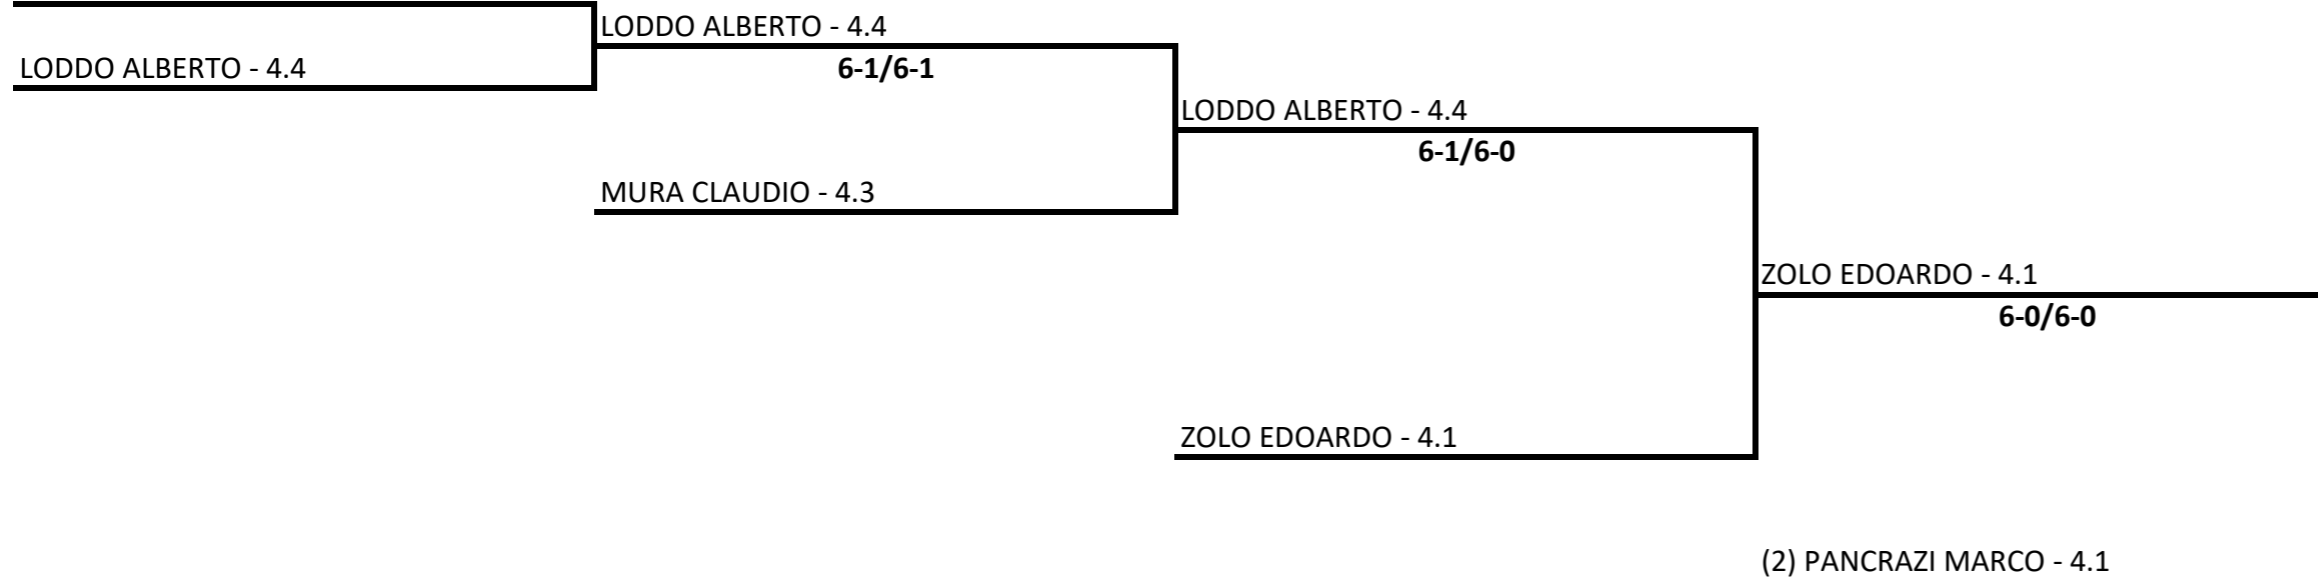 LODDO ALBERTO - 4.4
LODDO ALBERTO - 4.4
6-1/6-1
LODDO ALBERTO - 4.4
6-1/6-0
MURA CLAUDIO - 4.3
ZOLO EDOARDO - 4.1
6-0/6-0
ZOLO EDOARDO - 4.1
(2) PANCRAZI MARCO - 4.1